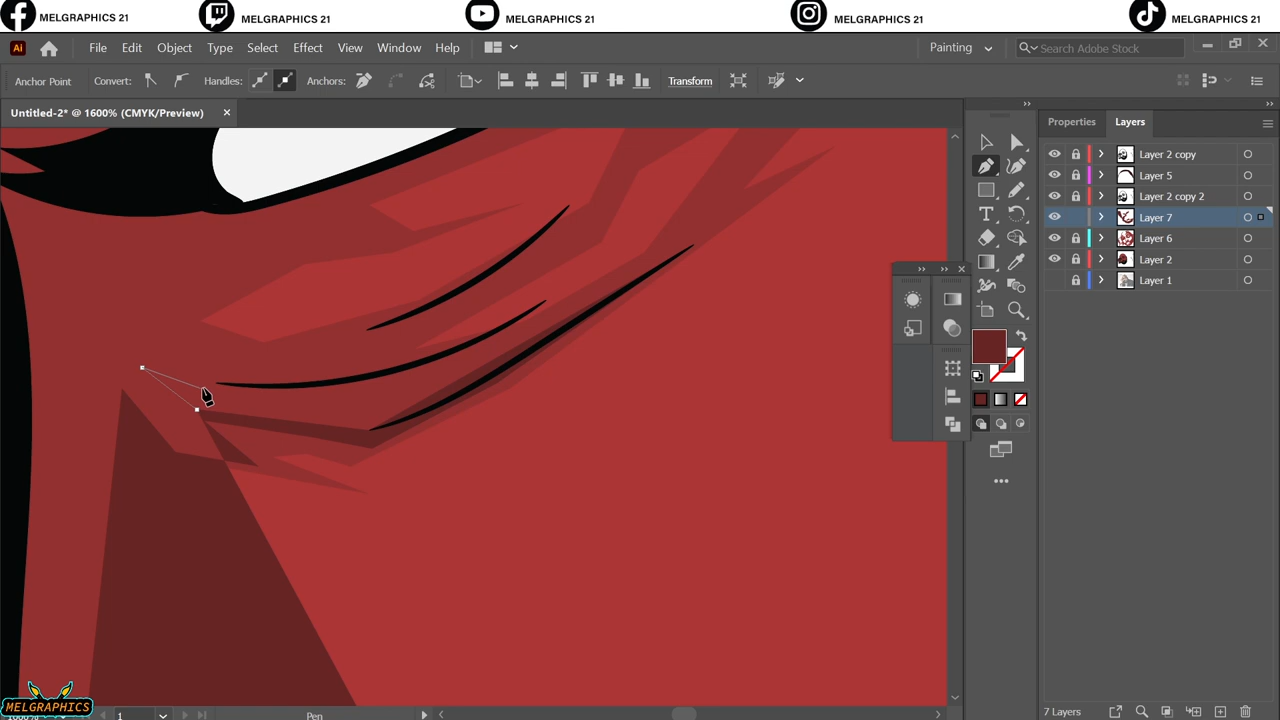 MELGRAPHICS 21 MELGRAPHICS 21 MELGRAPHICS 21 MELGRAPHICS 21 MELGRAPHICS 21
Ai File Edit Object Type Select Effect View Window Help Painting Search Adobe Stock
Anchor Point Convert: Handles: Anchors: Transform
Untitled-2* @ 1600% (CMYK/Preview)
Properties Layers
Layer 2 copy
Layer 5
Layer 2 copy 2
Layer 7
Layer 6
Layer 2
Layer 1
MELGRAPHICS
1 Pen 7 Layers